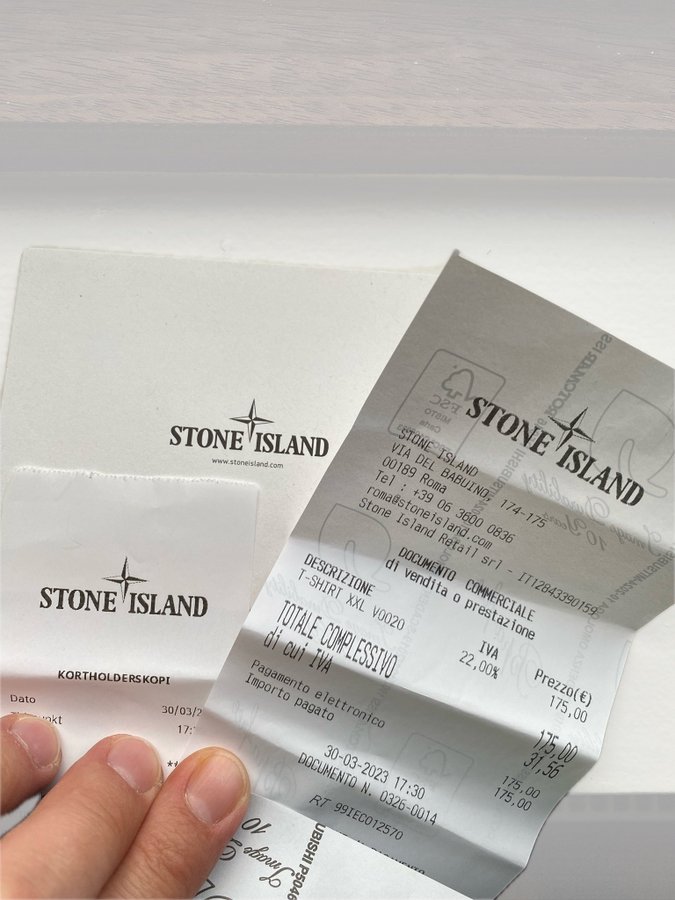 STONE ISLAND
www.stoneisland.com
STONE ISLAND
KORTHOLDERSKOPI
Dato 30/03/2
17:
**
STONE ISLAND
STONE ISLAND
VIA DEL BABUINO, 174-175
00189 Roma
Tel : +39 06 3600 0836
roma@stoneisland.com
Stone Island Retail srl - IT12843390159
DOCUMENTO COMMERCIALE
di vendita o prestazione
DESCRIZIONE IVA Prezzo(€)
T-SHIRT XXL V0020 22,00% 175,00
TOTALE COMPLESSIVO 175,00
di cui IVA 31,56
Pagamento elettronico 175,00
Importo pagato 175,00
30-03-2023 17:30
DOCUMENTO N. 0326-0014
RT 99IEC012570
Image
10